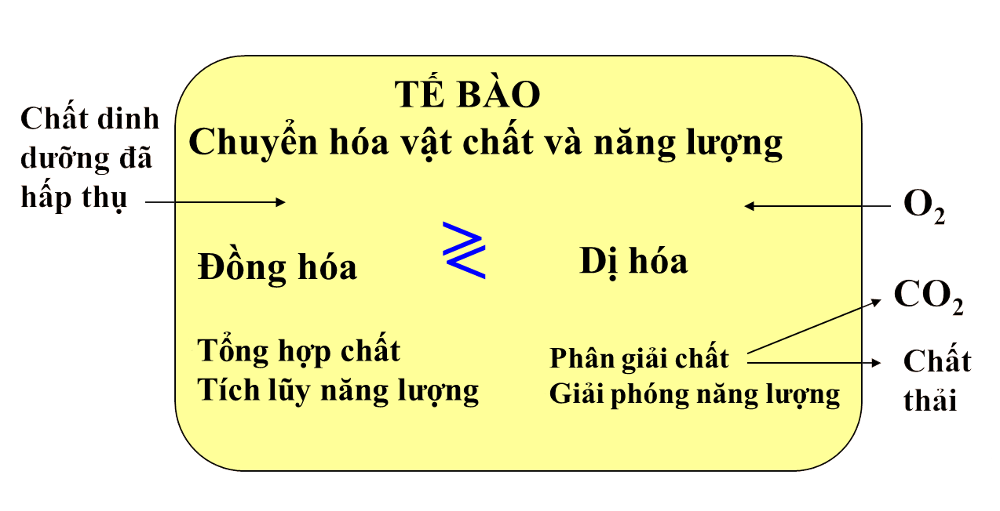 TẾ BÀO
Chuyển hóa vật chất và năng lượng
Chất dinh
dưỡng đã
hấp thụ
O₂
Đồng hóa
⪖
Dị hóa
CO₂
Tổng hợp chất
Tích lũy năng lượng
Phân giải chất
Giải phóng năng lượng
Chất
thải